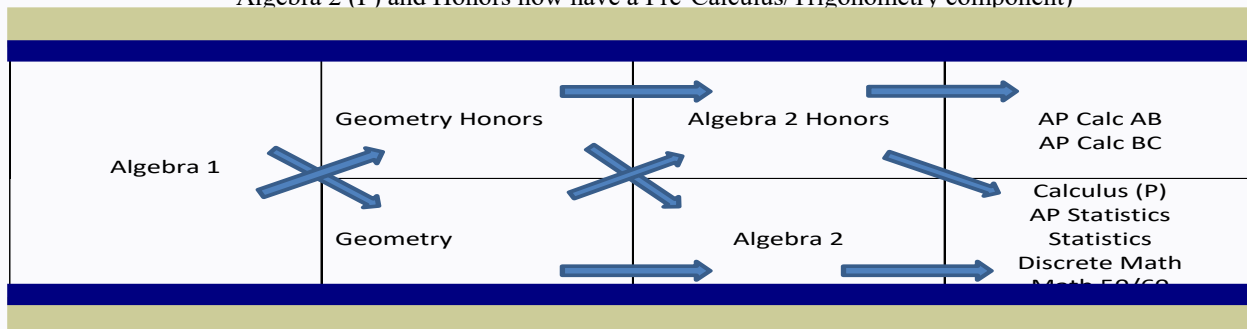 Algebra 2 (P) and Honors now have a Pre-Calculus/Trigonometry component)
Geometry Honors
Algebra 2 Honors
AP Calc AB
AP Calc BC
Algebra 1
Calculus (P)
AP Statistics
Statistics
Geometry
Algebra 2
Discrete Math